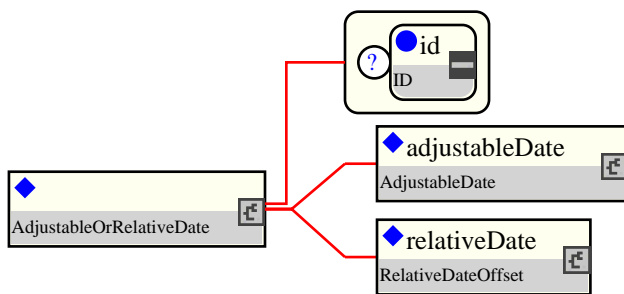 ? id
ID
adjustableDate
AdjustableDate
AdjustableOrRelativeDate
relativeDate
RelativeDateOffset